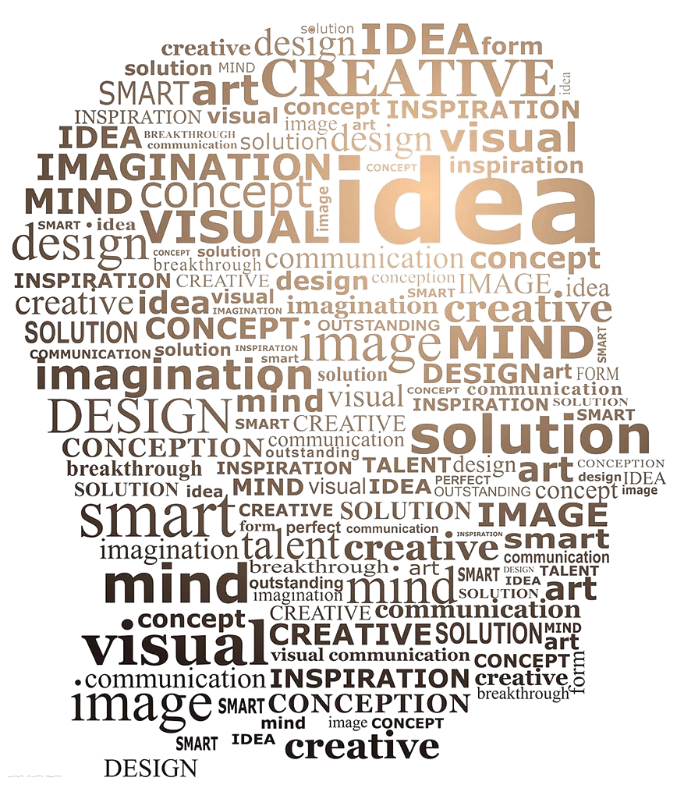 solution
creative design IDEA form
solution MIND CREATIVE idea
SMART art
concept INSPIRATION
INSPIRATION visual image art
IDEA BREAKTHROUGH communication solution design visual
IMAGINATION CONCEPT inspiration
MIND concept image idea
SMART • idea VISUAL
design CONCEPT solution communication concept
breakthrough
INSPIRATION CREATIVE design conception IMAGE idea
SMART
creative idea visual IMAGINATION imagination creative
SOLUTION CONCEPT • OUTSTANDING image MIND SMART
COMMUNICATION solution INSPIRATION smart
imagination solution DESIGN art FORM
DESIGN mind visual CONCEPT communication
INSPIRATION SOLUTION
SMART CREATIVE SMART
CONCEPTION communication solution
outstanding
breakthrough INSPIRATION TALENT design art CONCEPTION
PERFECT design IDEA
SOLUTION idea MIND visual IDEA OUTSTANDING concept image
smart CREATIVE SOLUTION IMAGE
form perfect communication
imagination talent creative INSPIRATION smart
communication
breakthrough • art SMART DESIGN TALENT
mind outstanding mind IDEA art
imagination SOLUTION
CREATIVE communication
concept
visual CREATIVE SOLUTION MIND
art
visual communication CONCEPT form
communication INSPIRATION creative
breakthrough
image SMART CONCEPTION
mind image CONCEPT
SMART IDEA creative
DESIGN